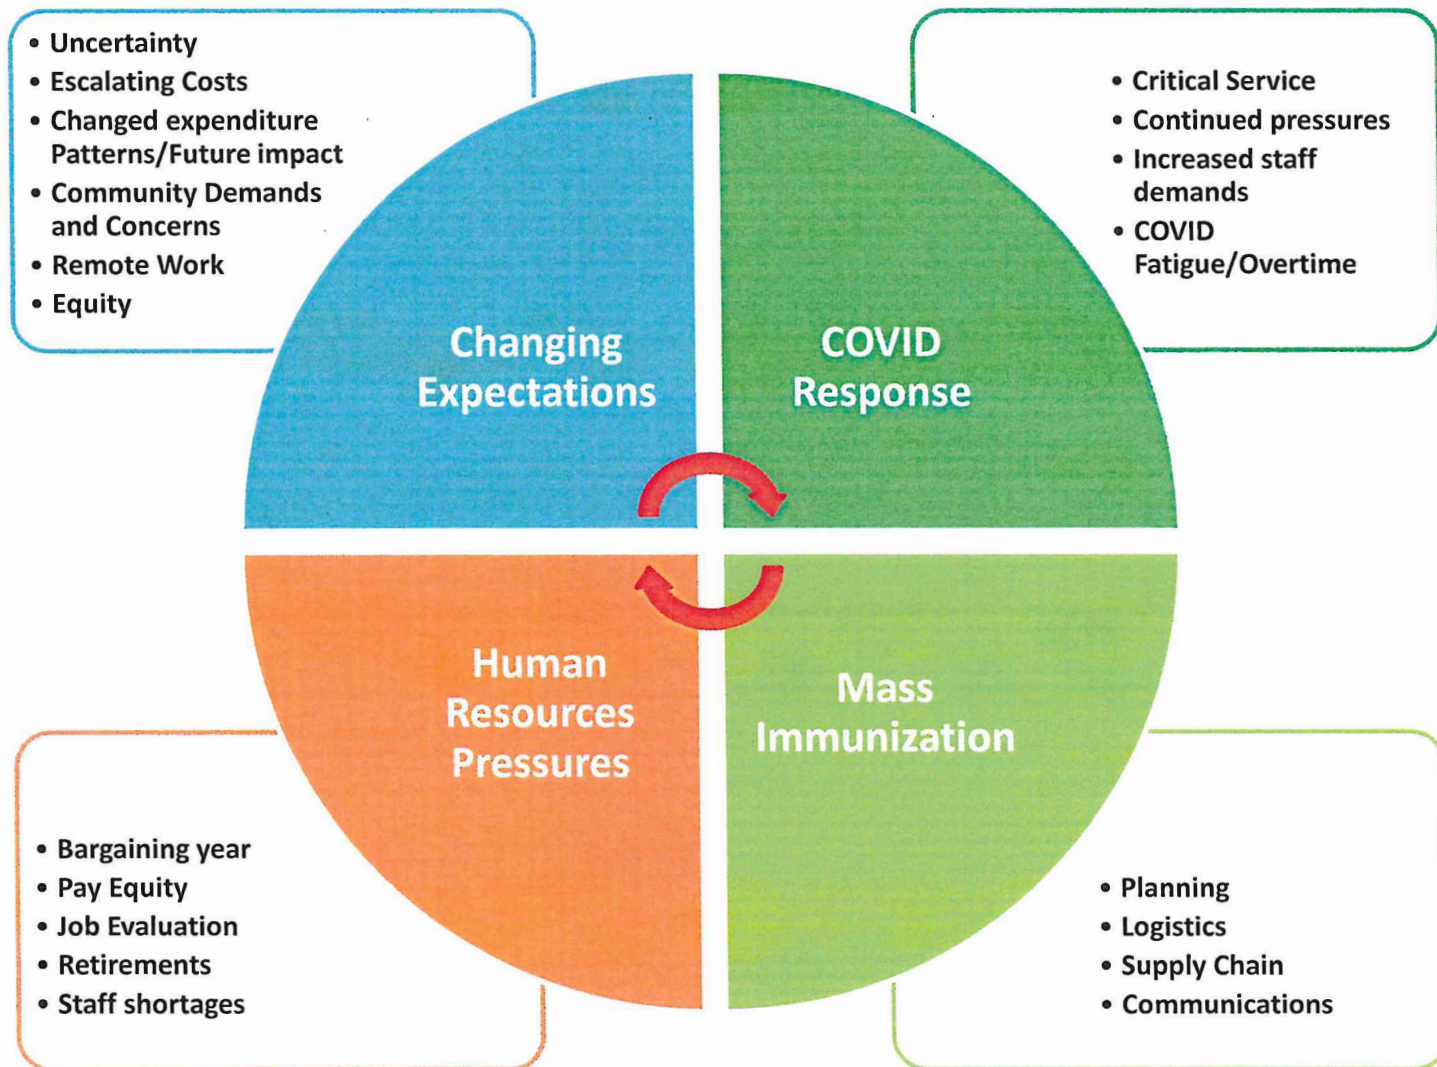 • Uncertainty
• Escalating Costs
• Changed expenditure
Patterns/Future impact
• Community Demands
and Concerns
• Remote Work
• Equity
• Critical Service
• Continued pressures
• Increased staff
demands
• COVID
Fatigue/Overtime
Changing
Expectations
COVID
Response
Human
Resources
Pressures
Mass
Immunization
• Bargaining year
• Pay Equity
• Job Evaluation
• Retirements
• Staff shortages
• Planning
• Logistics
• Supply Chain
• Communications